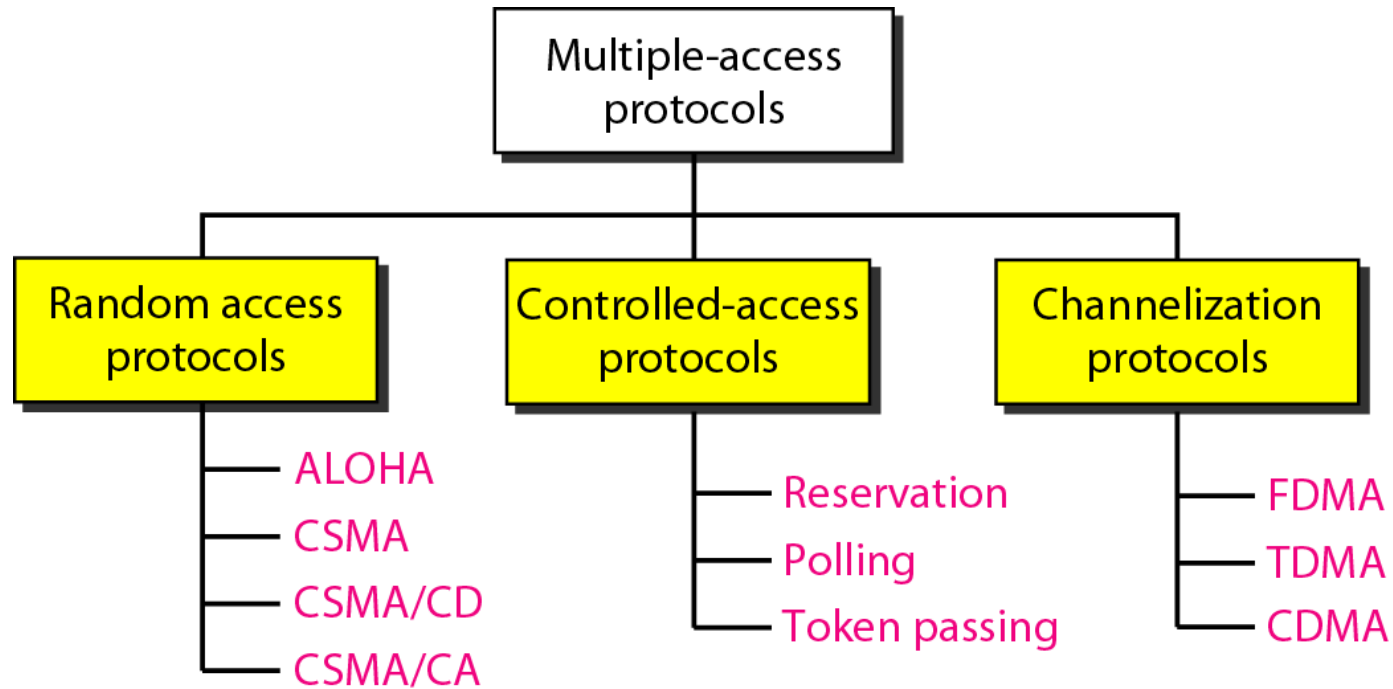 Multiple-access
protocols
Random access
protocols
Controlled-access
protocols
Channelization
protocols
ALOHA
CSMA
CSMA/CD
CSMA/CA
Reservation
Polling
Token passing
FDMA
TDMA
CDMA